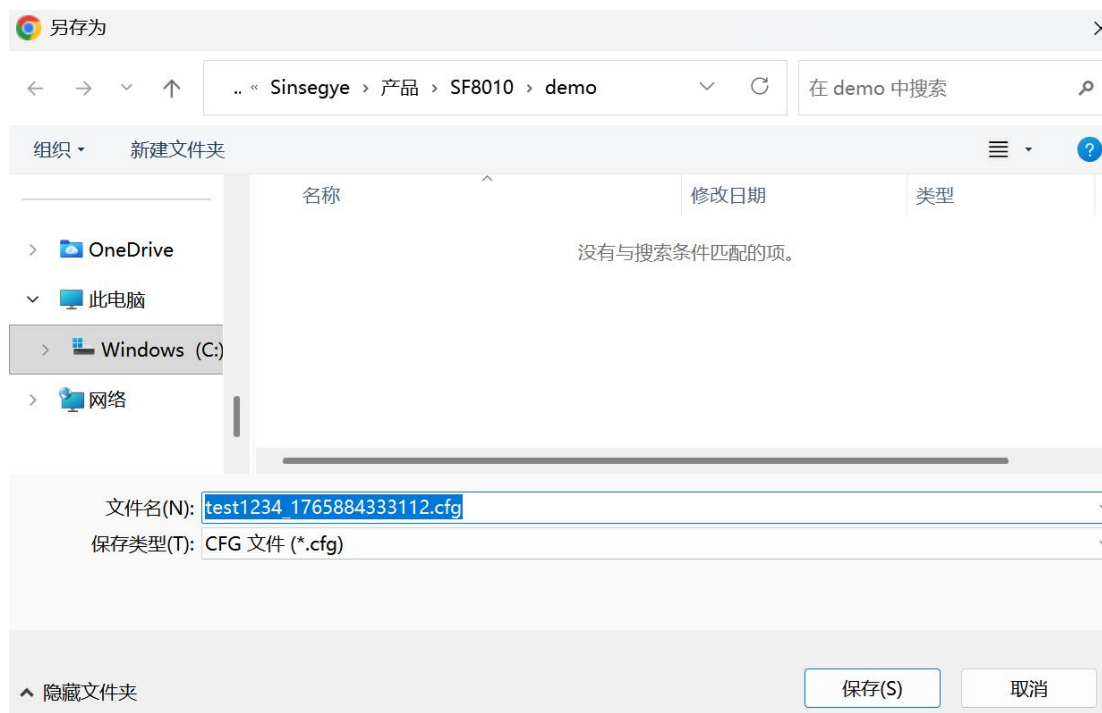 另存为
.. « Sinsegye › 产品 › SF8010 › demo
在 demo 中搜索
组织
新建文件夹
名称
修改日期
类型
没有与搜索条件匹配的项。
OneDrive
此电脑
Windows (C:)
网络
文件名(N): test1234_1765884333112.cfg
保存类型(T): CFG 文件 (*.cfg)
隐藏文件夹
保存(S)
取消